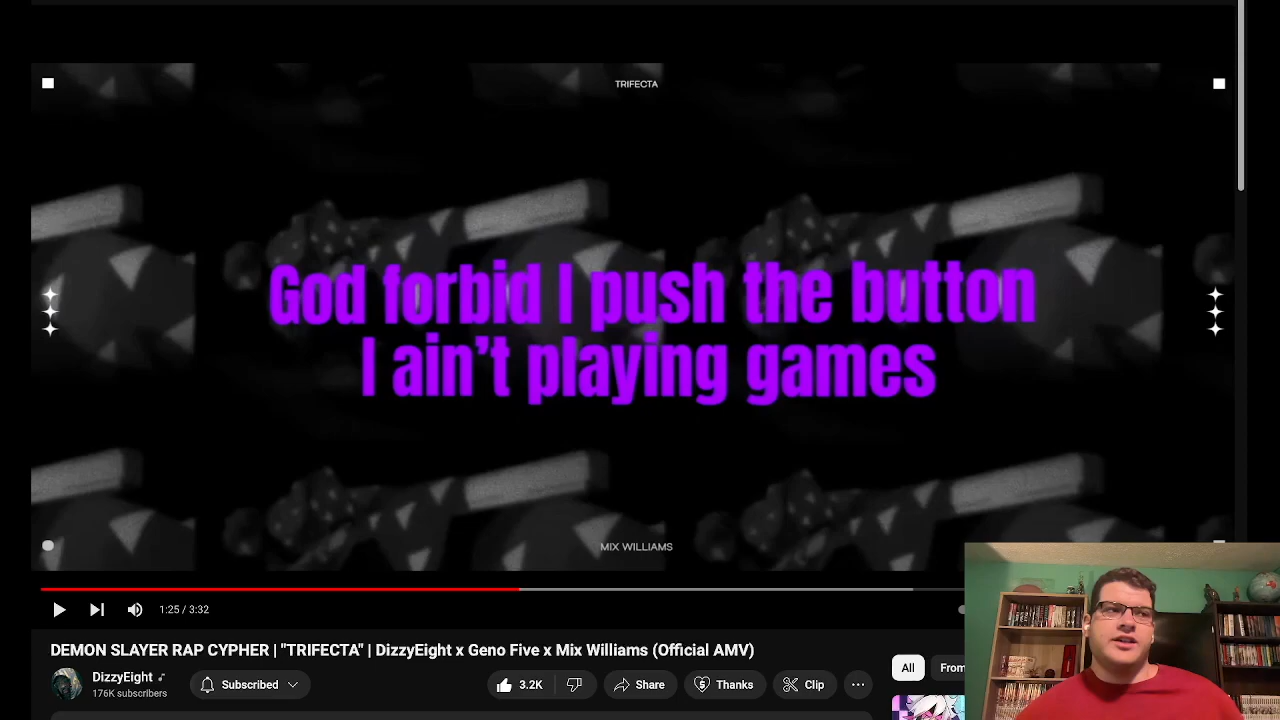 TRIFECTA
God forbid I push the button
I ain't playing games
MIX WILLIAMS
1:25 / 3:32
DEMON SLAYER RAP CYPHER | "TRIFECTA" | DizzyEight x Geno Five x Mix Williams (Official AMV)
DizzyEight
176K subscribers
Subscribed
3.2K
Share
Thanks
Clip
All
From